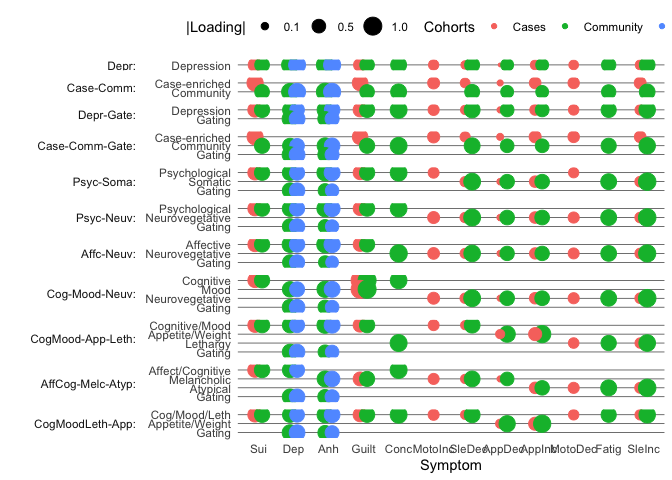 |Loading| 0.1 0.5 1.0 Cohorts Cases Community
Depr: Depression
Case-Comm: Case-enriched
Community
Depr-Gate: Depression
Gating
Case-Comm-Gate: Case-enriched
Community
Gating
Psyc-Soma: Psychological
Somatic
Gating
Psyc-Neuv: Psychological
Neurovegetative
Gating
Affc-Neuv: Affective
Neurovegetative
Gating
Cog-Mood-Neuv: Cognitive
Mood
Neurovegetative
Gating
CogMood-App-Leth: Cognitive/Mood
Appetite/Weight
Lethargy
Gating
AffCog-Melc-Atyp: Affect/Cognitive
Melancholic
Atypical
Gating
CogMoodLeth-App: Cog/Mood/Leth
Appetite/Weight
Gating
Sui Dep Anh Guilt Conc MotoInc SleDec AppDec AppInc MotoDec Fatig SleInc
Symptom